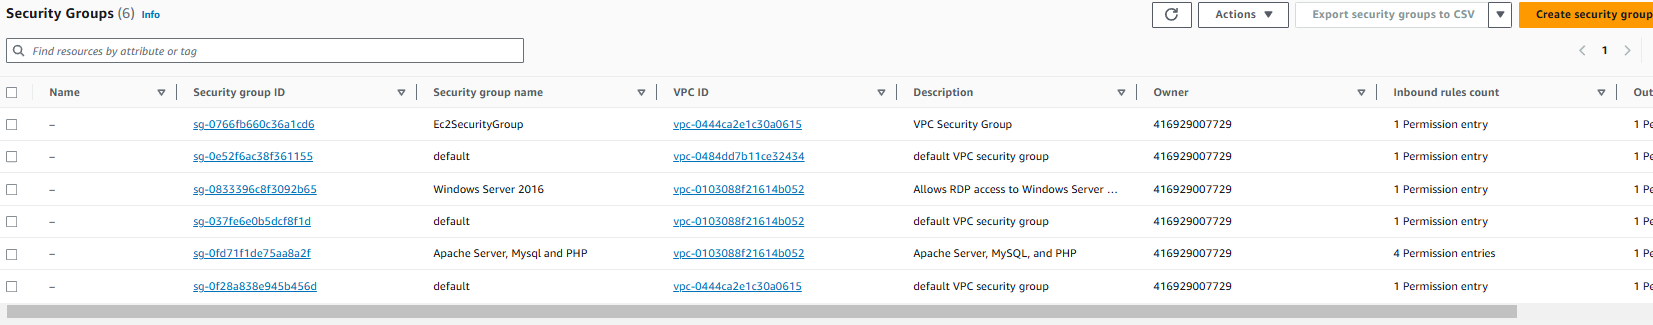 Security Groups (6) Info
Actions
Export security groups to CSV
Create security group
Find resources by attribute or tag
1
Name Security group ID Security group name VPC ID Description Owner Inbound rules count Out
– sg-0766fb660c36a1cd6 Ec2SecurityGroup vpc-0444ca2e1c30a0615 VPC Security Group 416929007729 1 Permission entry 1 Pe
– sg-0e52f6ac38f361155 default vpc-0484dd7b11ce32434 default VPC security group 416929007729 1 Permission entry 1 Pe
– sg-0833396c8f3092b65 Windows Server 2016 vpc-0103088f21614b052 Allows RDP access to Windows Server ... 416929007729 1 Permission entry 1 Pe
– sg-037fe6e0b5dcf8f1d default vpc-0103088f21614b052 default VPC security group 416929007729 1 Permission entry 1 Pe
– sg-0fd71f1de75aa8a2f Apache Server, Mysql and PHP vpc-0103088f21614b052 Apache Server, MySQL, and PHP 416929007729 4 Permission entries 1 Pe
– sg-0f28a838e945b456d default vpc-0444ca2e1c30a0615 default VPC security group 416929007729 1 Permission entry 1 Pe